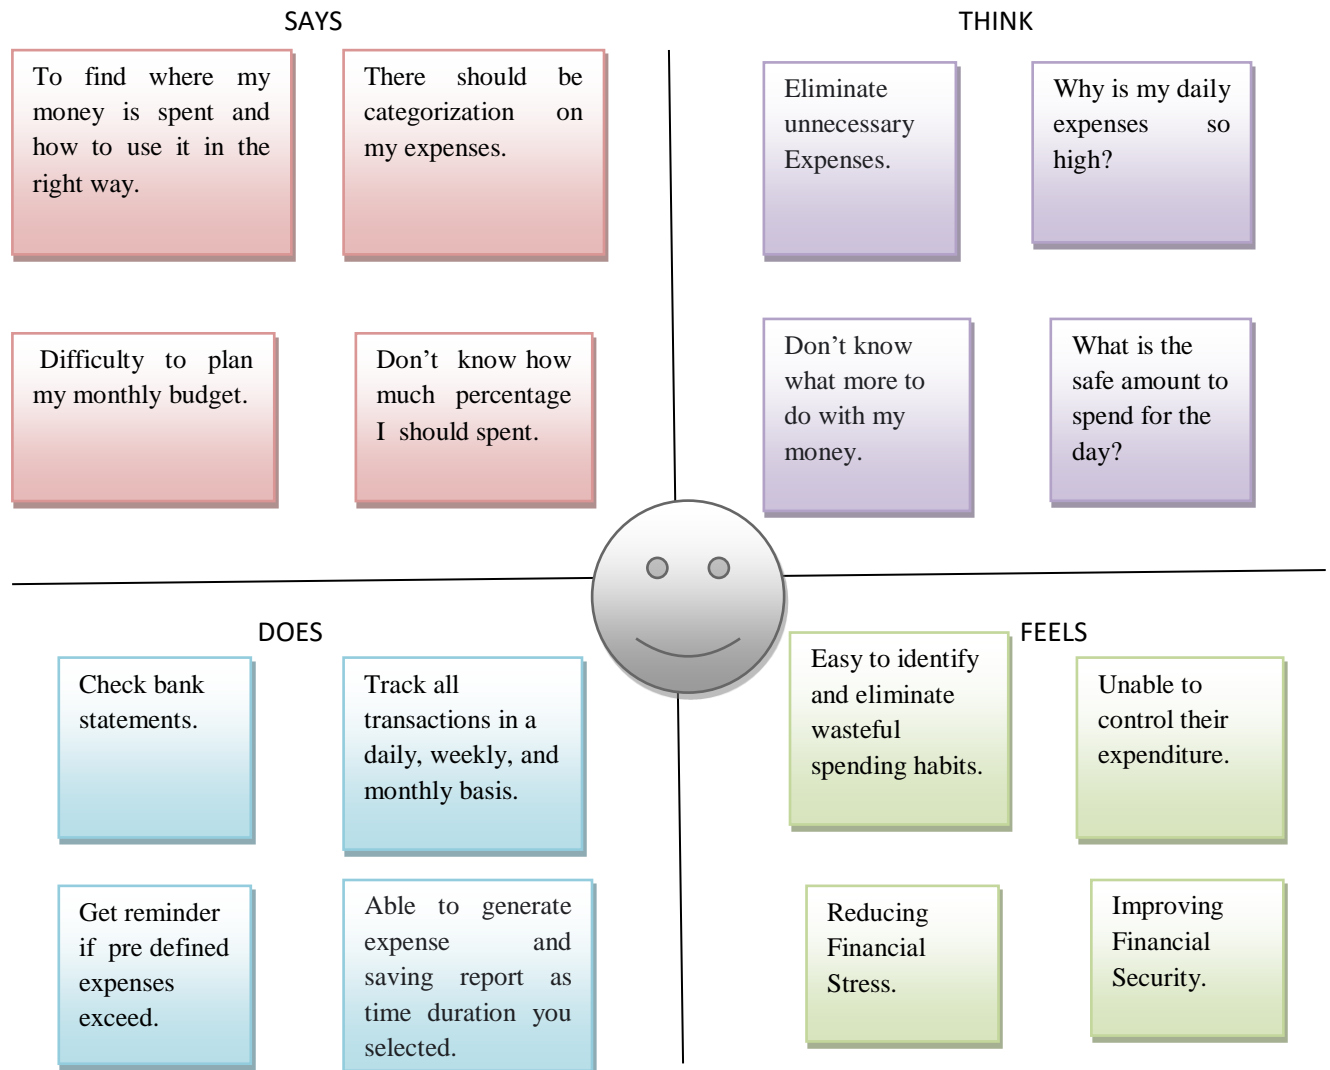 SAYS
To find where my
money is spent and
how to use it in the
right way.
There should be
categorization on
my expenses.
Difficulty to plan
my monthly budget.
Don’t know how
much percentage
I should spent.
THINK
Eliminate
unnecessary
Expenses.
Why is my daily
expenses so
high?
Don’t know
what more to
do with my
money.
What is the
safe amount to
spend for the
day?
DOES
Check bank
statements.
Track all
transactions in a
daily, weekly, and
monthly basis.
Get reminder
if pre defined
expenses
exceed.
Able to generate
expense and
saving report as
time duration you
selected.
FEELS
Easy to identify
and eliminate
wasteful
spending habits.
Unable to
control their
expenditure.
Reducing
Financial
Stress.
Improving
Financial
Security.